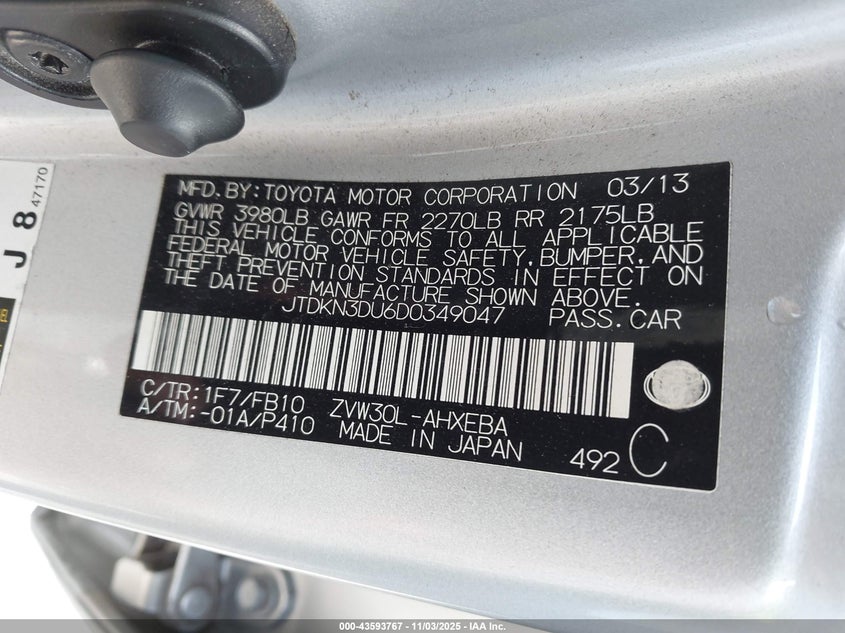 MFD. BY: TOYOTA MOTOR CORPORATION 03/13
GVWR 3980LB GAWR FR 2270LB RR 2175LB
THIS VEHICLE CONFORMS TO ALL APPLICABLE
FEDERAL MOTOR VEHICLE SAFETY, BUMPER, AND
THEFT PREVENTION STANDARDS IN EFFECT ON
THE DATE OF MANUFACTURE SHOWN ABOVE.
JTDKN3DU6D0349047 PASS. CAR
C/TR: 1F7/FB10 ZVW30L-AHXEBA
A/TM: -01A/P410 MADE IN JAPAN
492 C
J 8
47170
000-43593767 - 11/03/2025 - IAA Inc.